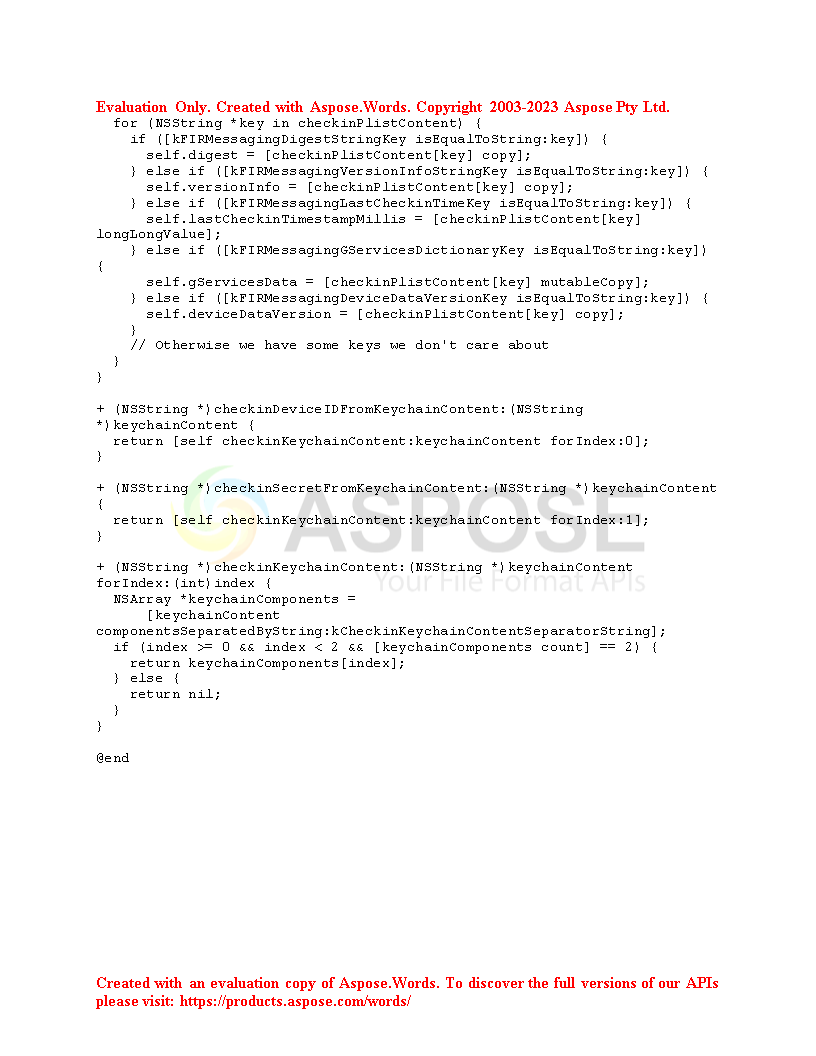 Evaluation Only. Created with Aspose.Words. Copyright 2003-2023 Aspose Pty Ltd.
  for (NSString *key in checkinPlistContent) {
    if ([kFIRMessagingDigestStringKey isEqualToString:key]) {
      self.digest = [checkinPlistContent[key] copy];
    } else if ([kFIRMessagingVersionInfoStringKey isEqualToString:key]) {
      self.versionInfo = [checkinPlistContent[key] copy];
    } else if ([kFIRMessagingLastCheckinTimeKey isEqualToString:key]) {
      self.lastCheckinTimestampMillis = [checkinPlistContent[key]
longLongValue];
    } else if ([kFIRMessagingGServicesDictionaryKey isEqualToString:key])
{
      self.gServicesData = [checkinPlistContent[key] mutableCopy];
    } else if ([kFIRMessagingDeviceDataVersionKey isEqualToString:key]) {
      self.deviceDataVersion = [checkinPlistContent[key] copy];
    }
    // Otherwise we have some keys we don't care about
  }
}

+ (NSString *)checkinDeviceIDFromKeychainContent:(NSString
*)keychainContent {
  return [self checkinKeychainContent:keychainContent forIndex:0];
}

+ (NSString *)checkinSecretFromKeychainContent:(NSString *)keychainContent
{
  return [self checkinKeychainContent:keychainContent forIndex:1];
}
ASPOSE
Your File Format APIs

+ (NSString *)checkinKeychainContent:(NSString *)keychainContent
forIndex:(int)index {
  NSArray *keychainComponents =
      [keychainContent
componentsSeparatedByString:kCheckinKeychainContentSeparatorString];
  if (index >= 0 && index < 2 && [keychainComponents count] == 2) {
    return keychainComponents[index];
  } else {
    return nil;
  }
}

@end
Created with an evaluation copy of Aspose.Words. To discover the full versions of our APIs
please visit: https://products.aspose.com/words/